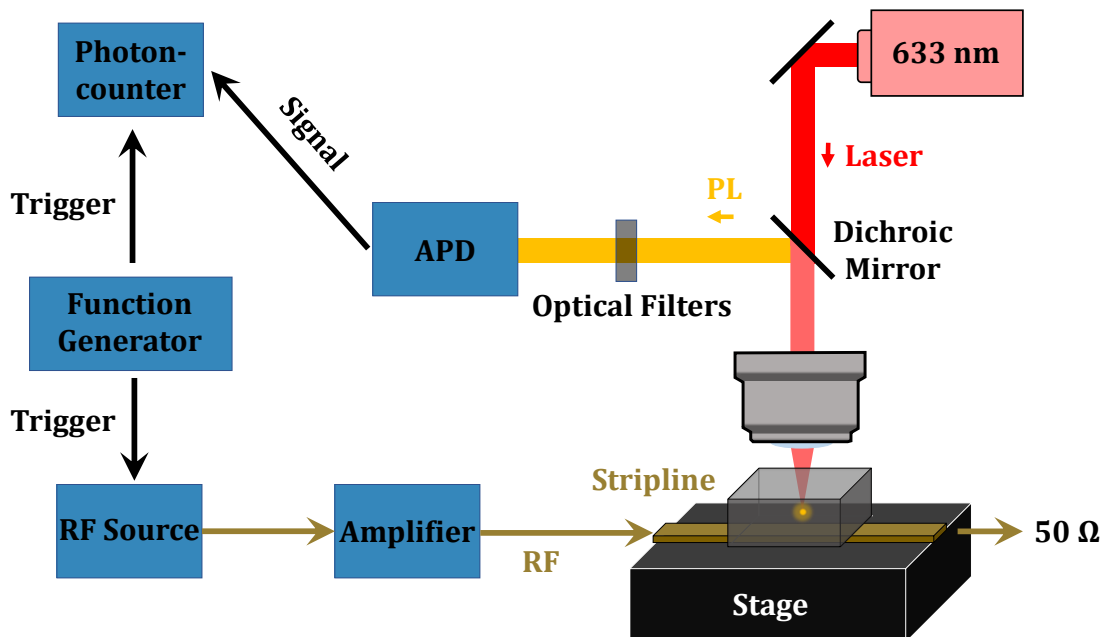 Photon-
counter
633 nm
Signal
Laser
Trigger
PL
Dichroic
Mirror
APD
Function
Generator
Optical Filters
Trigger
Stripline
RF Source
Amplifier
RF
50 Ω
Stage